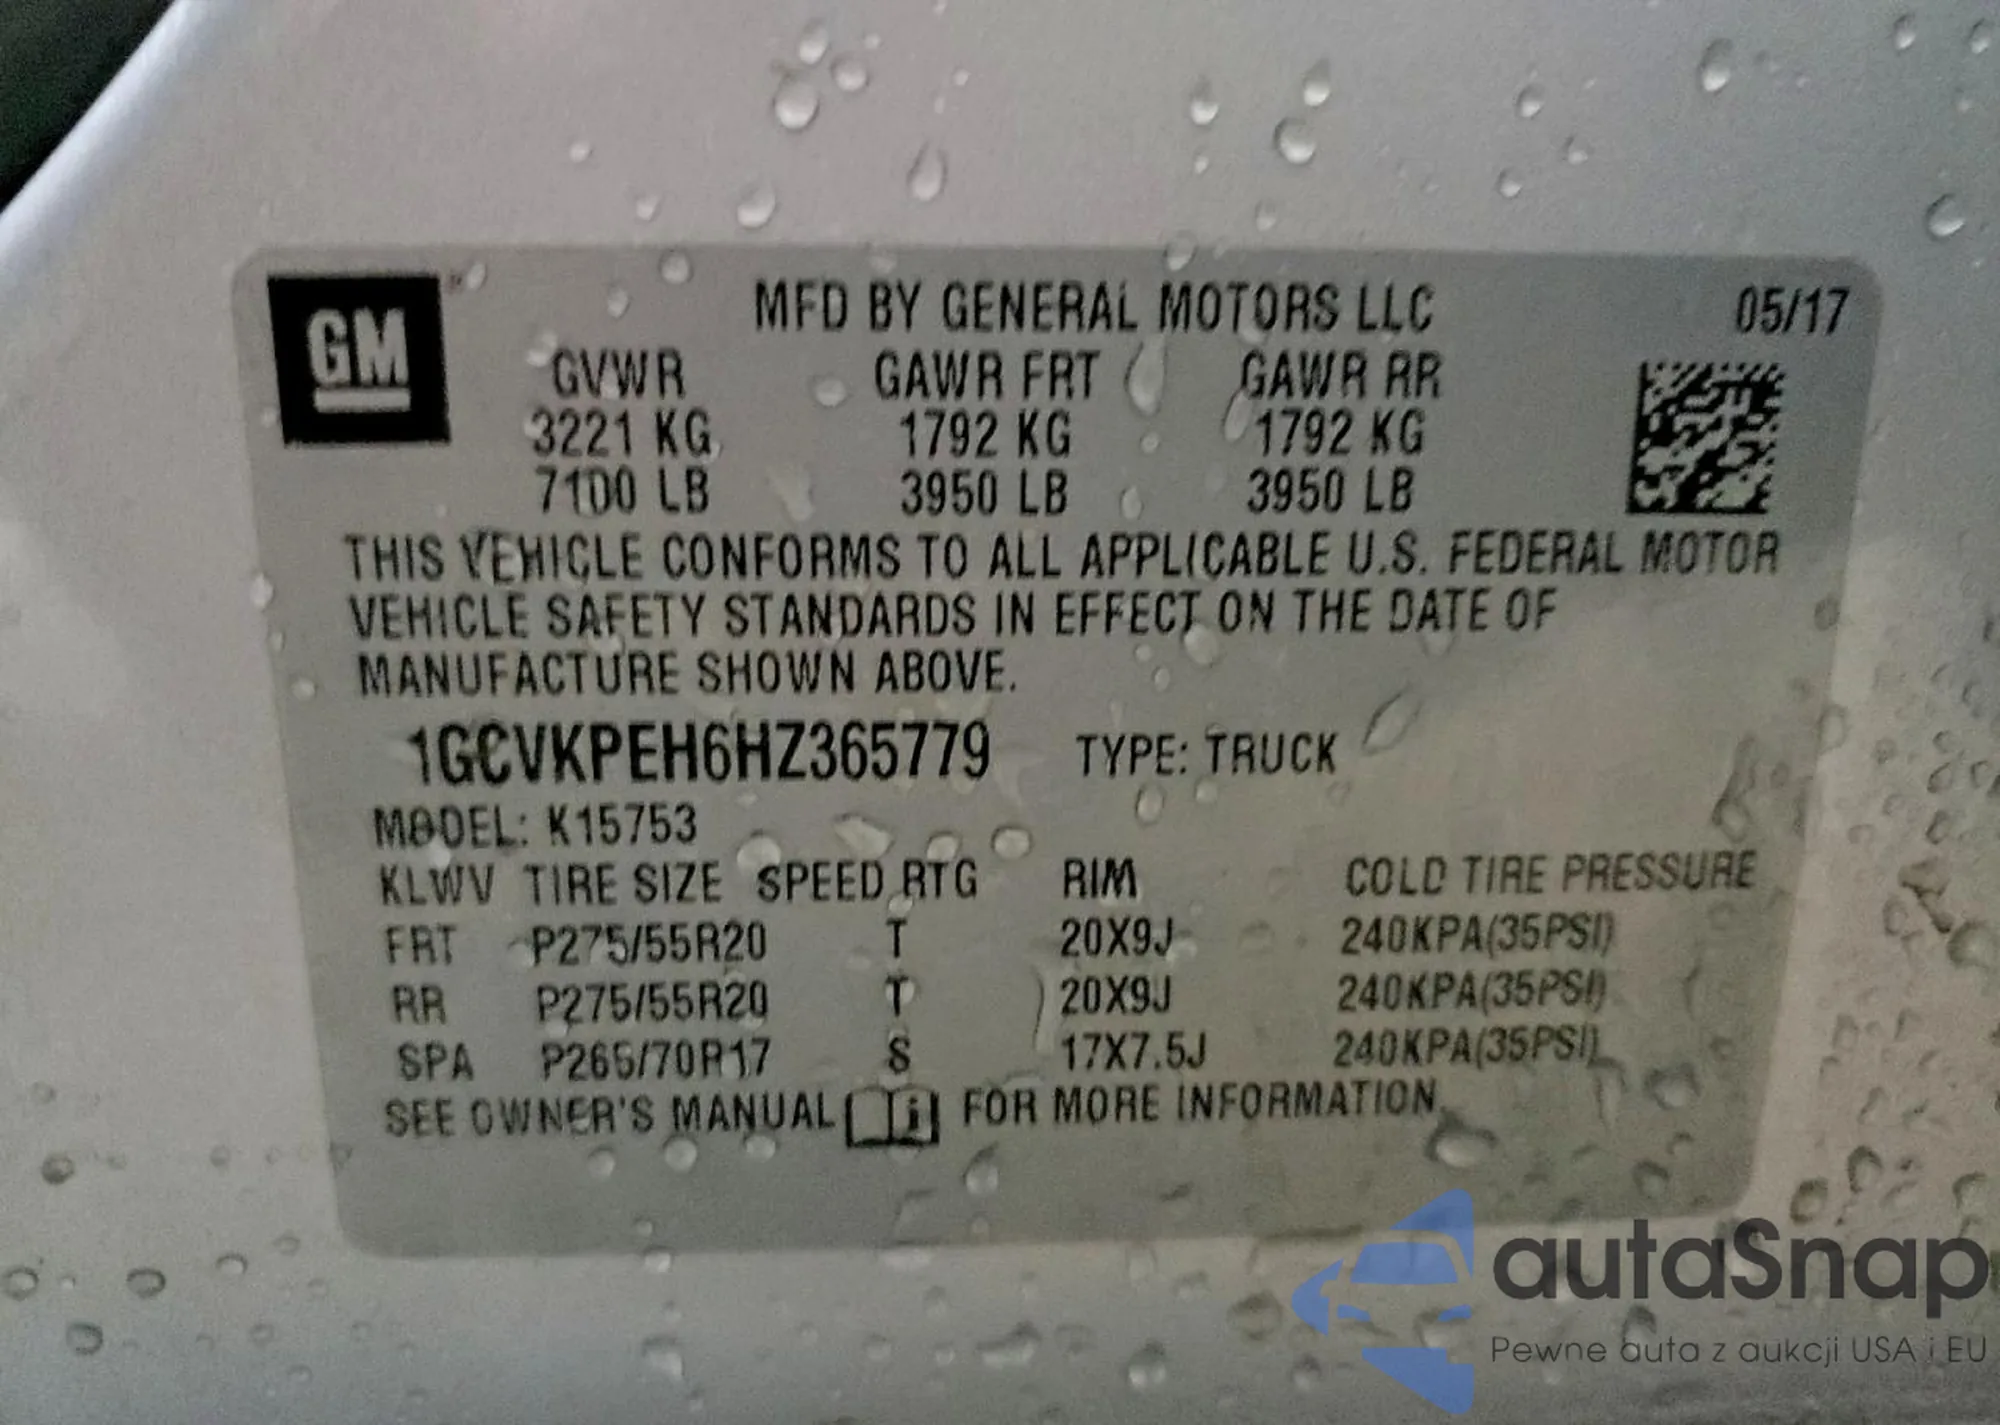 GM
MFD BY GENERAL MOTORS LLC 05/17
GVWR GAWR FRT GAWR RR
3221 KG 1792 KG 1792 KG
7100 LB 3950 LB 3950 LB
THIS VEHICLE CONFORMS TO ALL APPLICABLE U.S. FEDERAL MOTOR
VEHICLE SAFETY STANDARDS IN EFFECT ON THE DATE OF
MANUFACTURE SHOWN ABOVE.
1GCVKPEH6HZ365779 TYPE: TRUCK
MODEL: K15753
KLWV TIRE SIZE SPEED RTG RIM COLD TIRE PRESSURE
FRT P275/55R20 T 20X9J 240KPA(35PSI)
RR P275/55R20 T 20X9J 240KPA(35PSI)
SPA P265/70R17 S 17X7.5J 240KPA(35PSI)
SEE OWNER'S MANUAL i FOR MORE INFORMATION.
autaSnap
Pewne auta z aukcji USA i EU